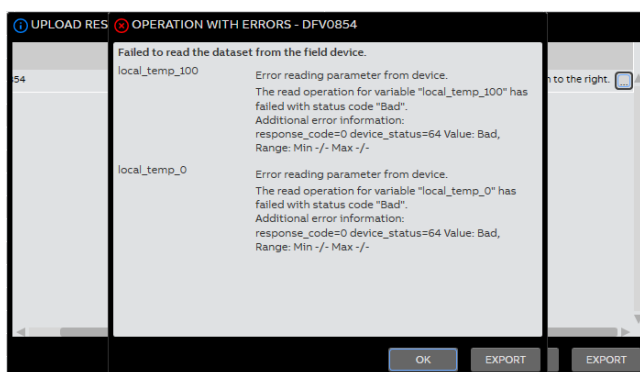 UPLOAD RES
OPERATION WITH ERRORS - DFV0854
Failed to read the dataset from the field device.
local_temp_100
Error reading parameter from device.
The read operation for variable "local_temp_100" has
failed with status code "Bad".
Additional error information:
response_code=0 device_status=64 Value: Bad,
Range: Min -/- Max -/-
local_temp_0
Error reading parameter from device.
The read operation for variable "local_temp_0" has
failed with status code "Bad".
Additional error information:
response_code=0 device_status=64 Value: Bad,
Range: Min -/- Max -/-
854
to the right.
...
OK
EXPORT
EXPORT